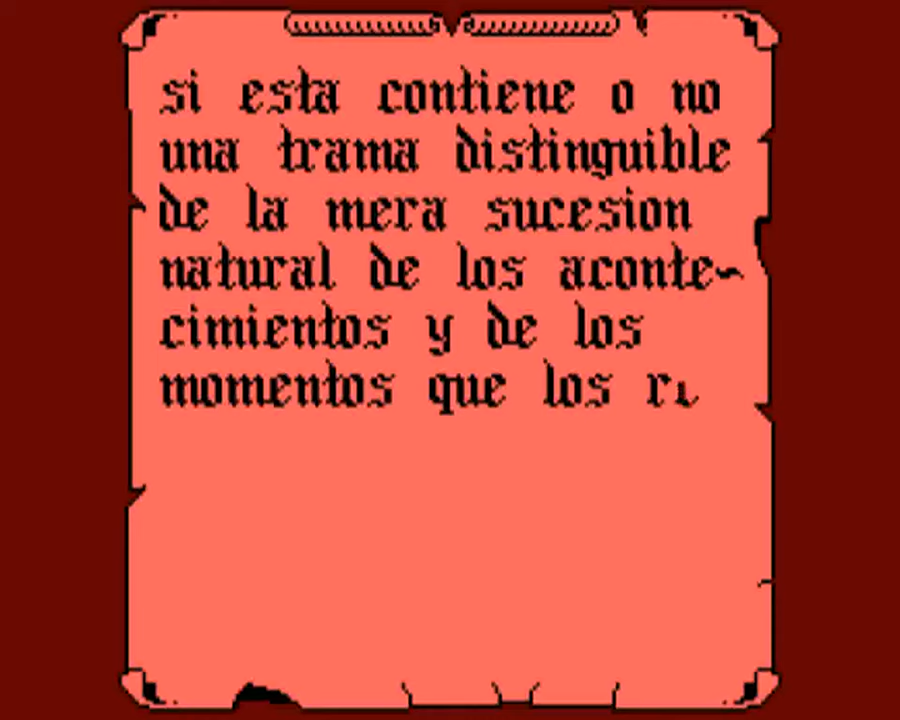 si esta contiene o no
una trama distinguible
de la mera sucesion
natural de los aconte-
cimientos y de los
momentos que los